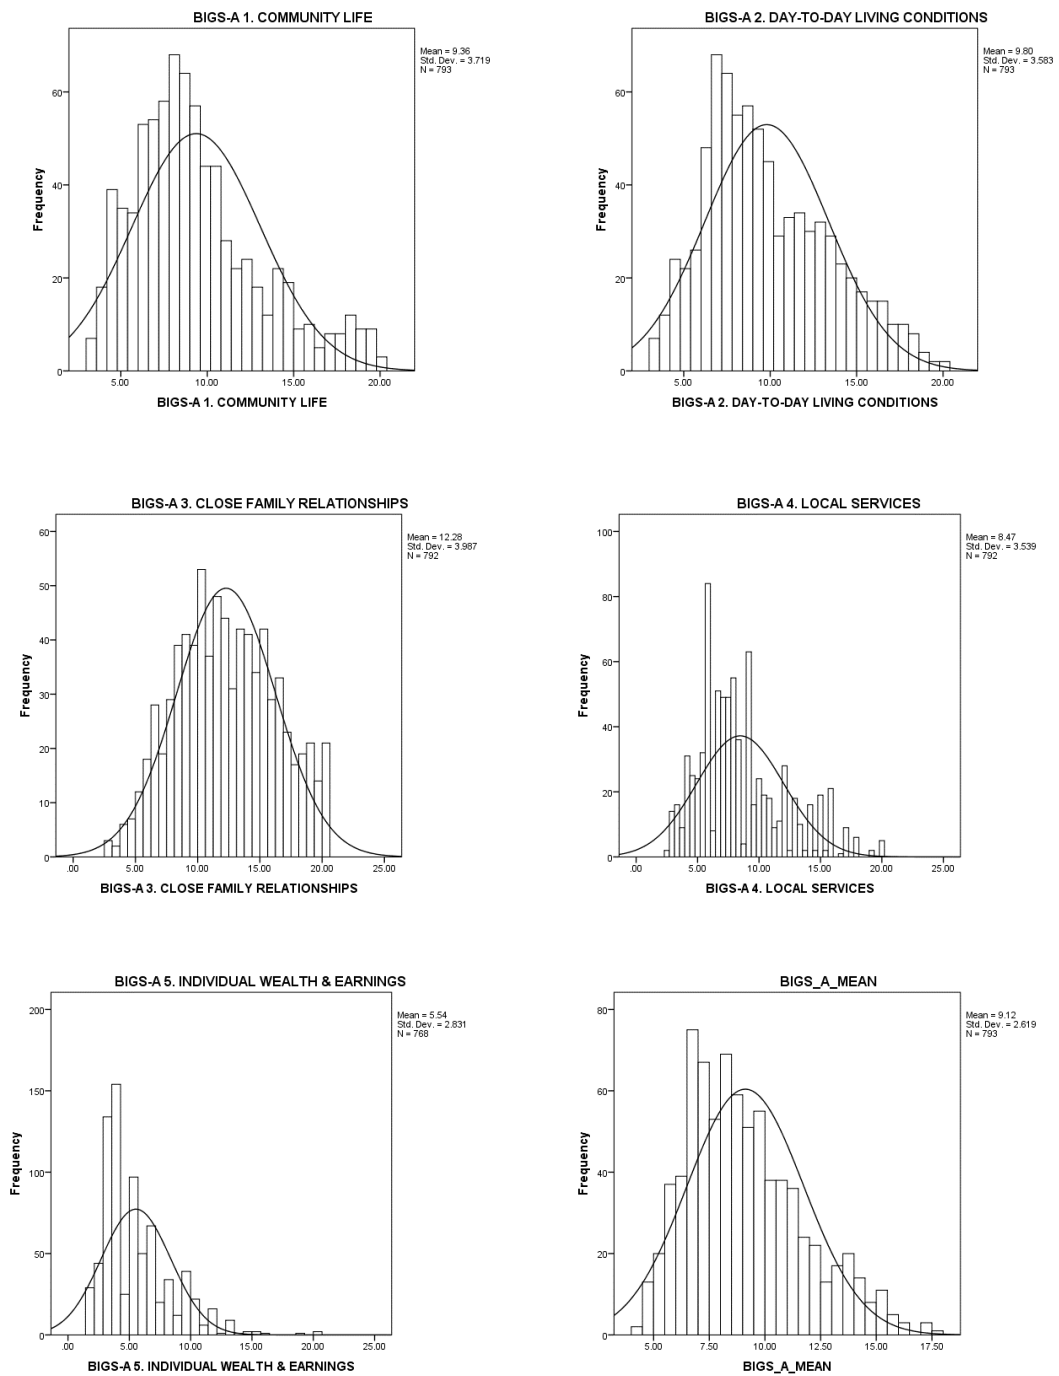 BIGS-A 1. COMMUNITY LIFE
Mean = 9.36
Std. Dev. = 3.719
N = 793
Frequency
60
40
20
0
5.00 10.00 15.00 20.00
BIGS-A 1. COMMUNITY LIFE
BIGS-A 2. DAY-TO-DAY LIVING CONDITIONS
Mean = 9.80
Std. Dev. = 3.583
N = 793
Frequency
60
40
20
0
5.00 10.00 15.00 20.00
BIGS-A 2. DAY-TO-DAY LIVING CONDITIONS
BIGS-A 3. CLOSE FAMILY RELATIONSHIPS
Mean = 12.28
Std. Dev. = 3.987
N = 792
Frequency
60
50
40
30
20
10
0
.00 5.00 10.00 15.00 20.00 25.00
BIGS-A 3. CLOSE FAMILY RELATIONSHIPS
BIGS-A 4. LOCAL SERVICES
Mean = 8.47
Std. Dev. = 3.539
N = 792
Frequency
100
80
60
40
20
0
.00 5.00 10.00 15.00 20.00 25.00
BIGS-A 4. LOCAL SERVICES
BIGS-A 5. INDIVIDUAL WEALTH & EARNINGS
Mean = 5.54
Std. Dev. = 2.831
N = 768
Frequency
200
150
100
50
0
.00 5.00 10.00 15.00 20.00 25.00
BIGS-A 5. INDIVIDUAL WEALTH & EARNINGS
BIGS_A_MEAN
Mean = 9.12
Std. Dev. = 2.619
N = 793
Frequency
80
60
40
20
0
5.00 7.50 10.00 12.50 15.00 17.50
BIGS_A_MEAN